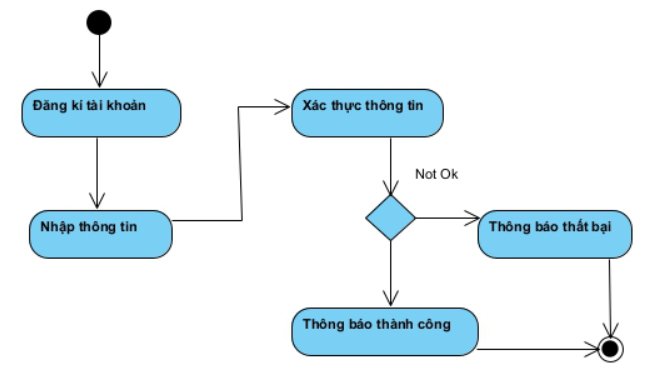 Đăng kí tài khoản
Nhập thông tin
Xác thực thông tin
Not Ok
Thông báo thất bại
Thông báo thành công